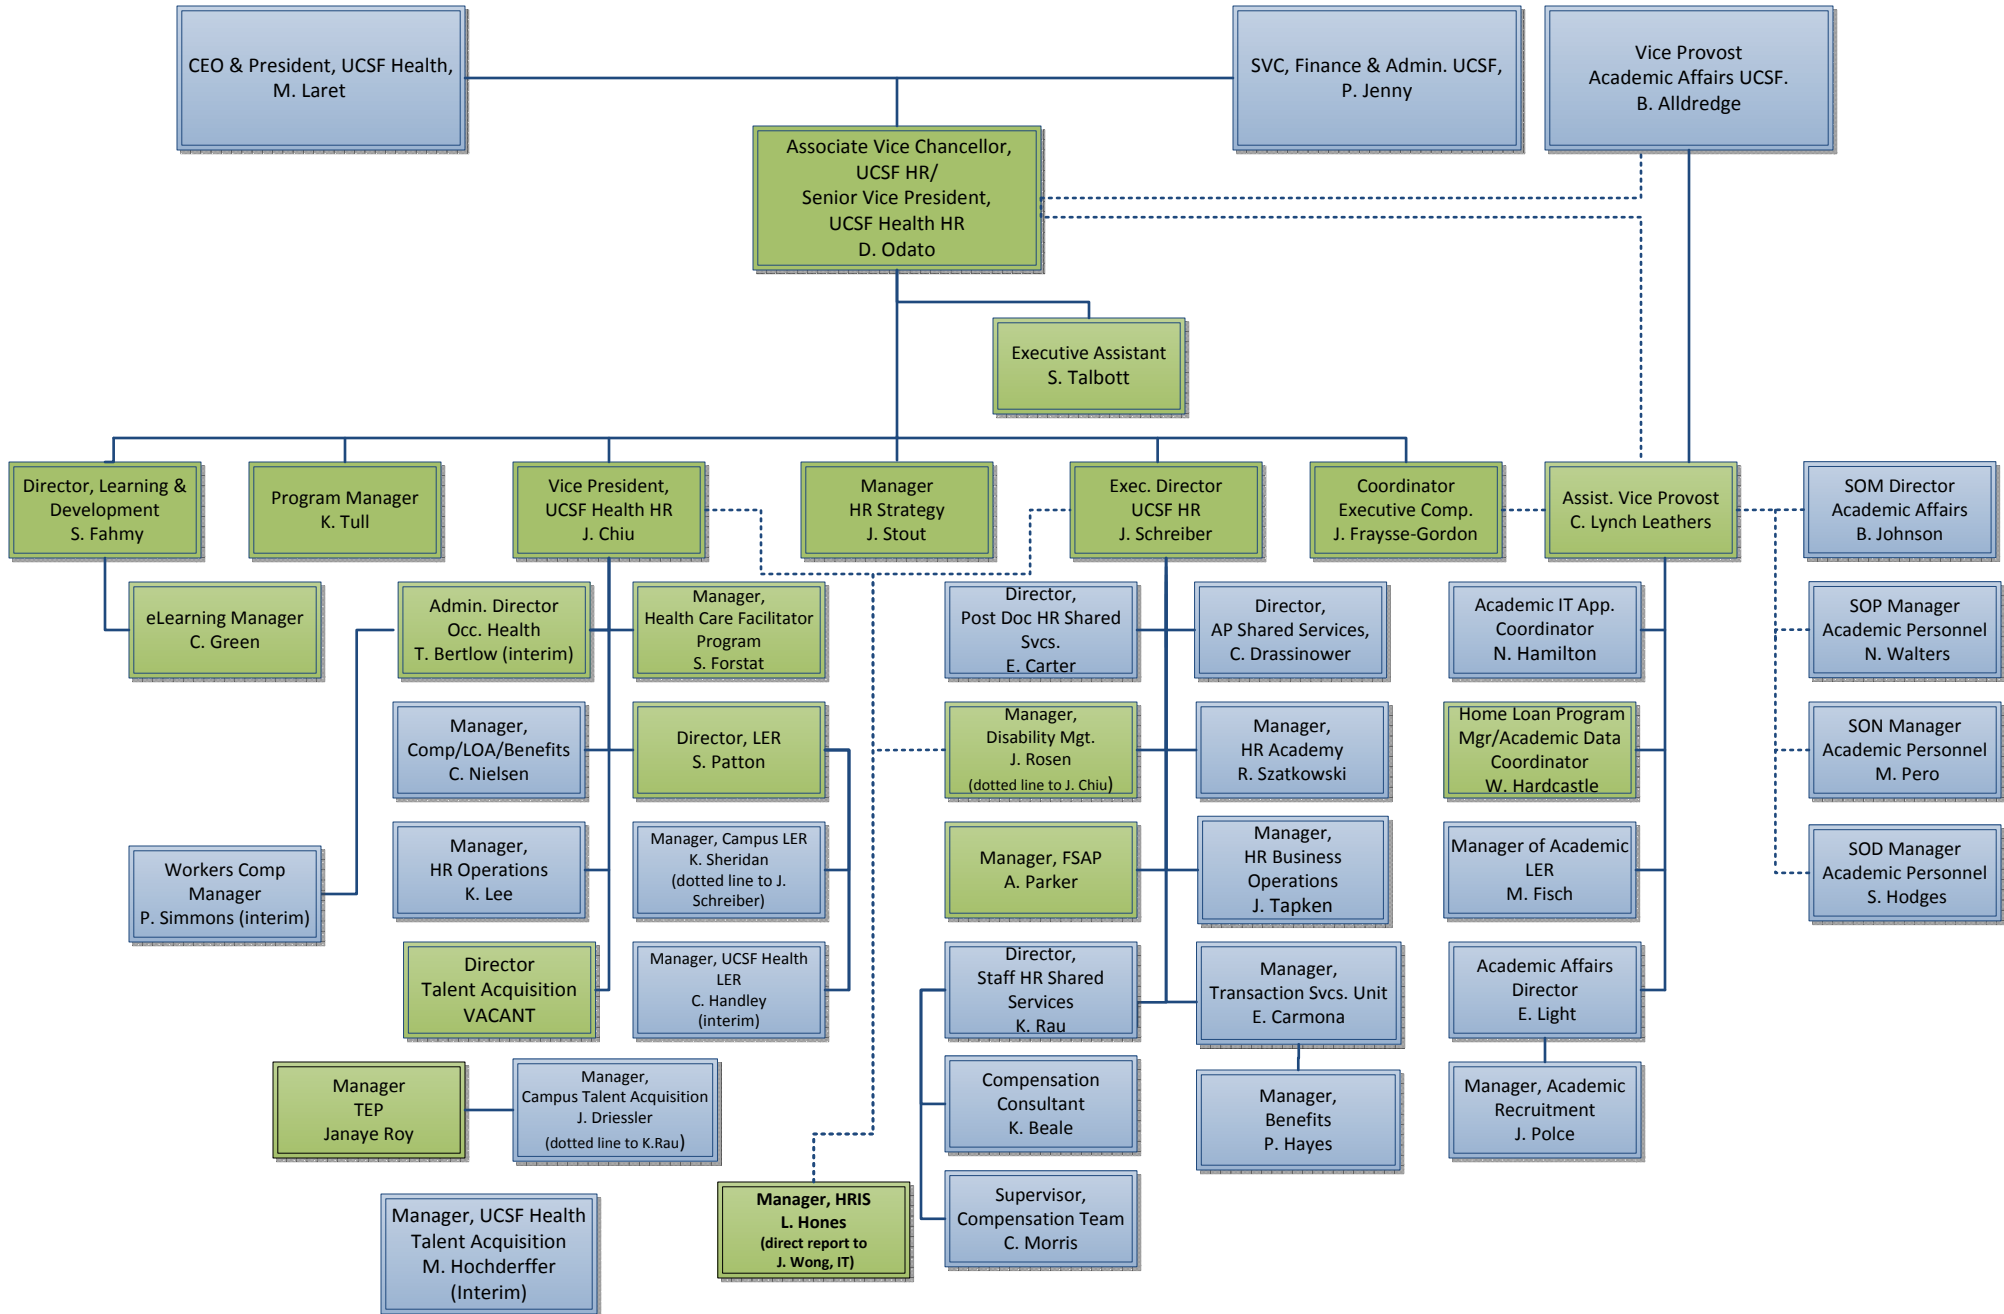 CEO & President, UCSF Health,
M. Laret
SVC, Finance & Admin. UCSF,
P. Jenny
Vice Provost
Academic Affairs UCSF.
B. Alldredge
Associate Vice Chancellor,
UCSF HR/
Senior Vice President,
UCSF Health HR
D. Odato
Executive Assistant
S. Talbott
Director, Learning &
Development
S. Fahmy
Program Manager
K. Tull
Vice President,
UCSF Health HR
J. Chiu
Manager
HR Strategy
J. Stout
Exec. Director
UCSF HR
J. Schreiber
Coordinator
Executive Comp.
J. Fraysse-Gordon
Assist. Vice Provost
C. Lynch Leathers
SOM Director
Academic Affairs
B. Johnson
eLearning Manager
C. Green
Admin. Director
Occ. Health
T. Bertlow (interim)
Manager,
Health Care Facilitator
Program
S. Forstat
Director,
Post Doc HR Shared
Svcs.
E. Carter
Director,
AP Shared Services,
C. Drassinower
Academic IT App.
Coordinator
N. Hamilton
SOP Manager
Academic Personnel
N. Walters
Manager,
Comp/LOA/Benefits
C. Nielsen
Director, LER
S. Patton
Manager,
Disability Mgt.
J. Rosen
(dotted line to J. Chiu)
Manager,
HR Academy
R. Szatkowski
Home Loan Program
Mgr/Academic Data
Coordinator
W. Hardcastle
SON Manager
Academic Personnel
M. Pero
Workers Comp
Manager
P. Simmons (interim)
Manager,
HR Operations
K. Lee
Manager, Campus LER
K. Sheridan
(dotted line to J.
Schreiber)
Manager, FSAP
A. Parker
Manager,
HR Business
Operations
J. Tapken
Manager of Academic
LER
M. Fisch
SOD Manager
Academic Personnel
S. Hodges
Director
Talent Acquisition
VACANT
Manager, UCSF Health
LER
C. Handley
(interim)
Director,
Staff HR Shared
Services
K. Rau
Manager,
Transaction Svcs. Unit
E. Carmona
Academic Affairs
Director
E. Light
Manager
TEP
Janaye Roy
Manager,
Campus Talent Acquisition
J. Driessler
(dotted line to K.Rau)
Compensation
Consultant
K. Beale
Manager,
Benefits
P. Hayes
Manager, Academic
Recruitment
J. Polce
Manager, UCSF Health
Talent Acquisition
M. Hochderffer
(Interim)
Manager, HRIS
L. Hones
(direct report to
J. Wong, IT)
Supervisor,
Compensation Team
C. Morris